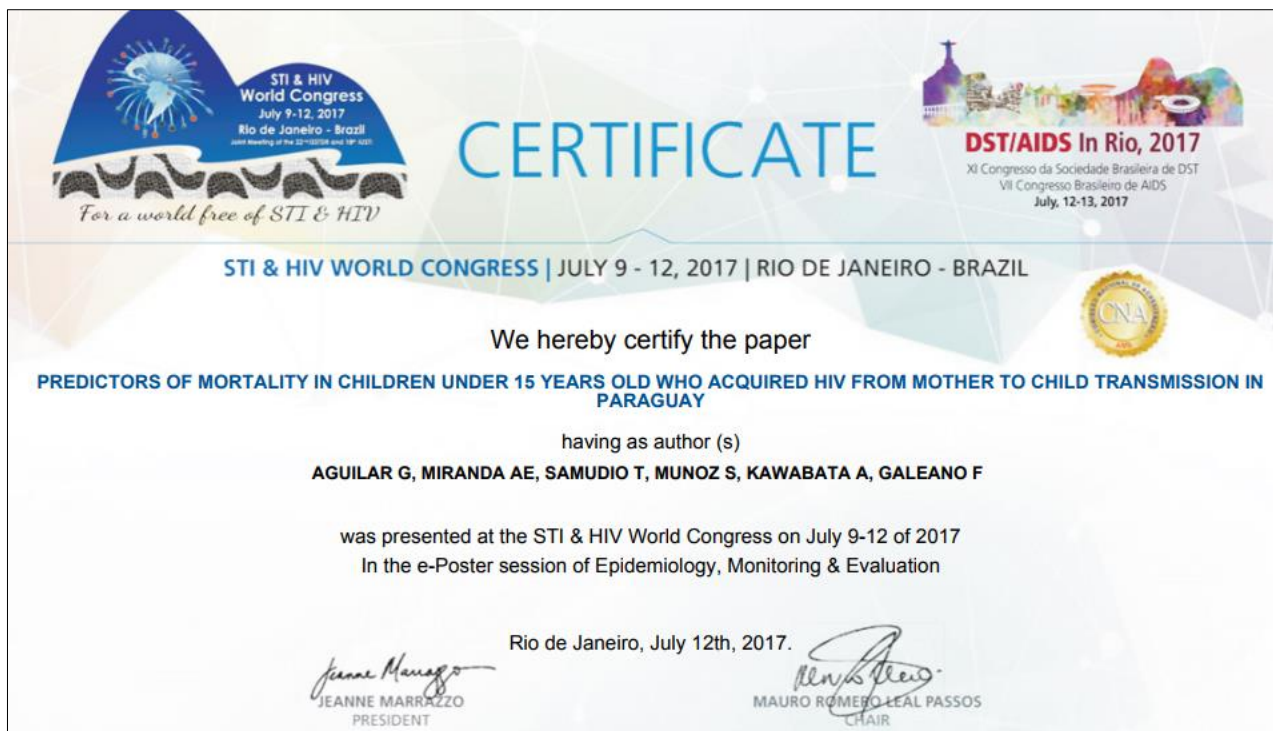 STI & HIV
World Congress
July 9-12, 2017
Rio de Janeiro - Brazil
For a world free of STI & HIV
CERTIFICATE
DST/AIDS In Rio, 2017
XI Congresso da Sociedade Brasileira de DST
VII Congresso Brasileiro de AIDS
July, 12-13, 2017
STI & HIV WORLD CONGRESS | JULY 9 - 12, 2017 | RIO DE JANEIRO - BRAZIL
CNA
We hereby certify the paper
PREDICTORS OF MORTALITY IN CHILDREN UNDER 15 YEARS OLD WHO ACQUIRED HIV FROM MOTHER TO CHILD TRANSMISSION IN
PARAGUAY
having as author (s)
AGUILAR G, MIRANDA AE, SAMUDIO T, MUNOZ S, KAWABATA A, GALEANO F
was presented at the STI & HIV World Congress on July 9-12 of 2017
In the e-Poster session of Epidemiology, Monitoring & Evaluation
Rio de Janeiro, July 12th, 2017.
Jeanne Marrazzo
JEANNE MARRAZZO
PRESIDENT
MAURO ROMERO LEAL PASSOS
CHAIR